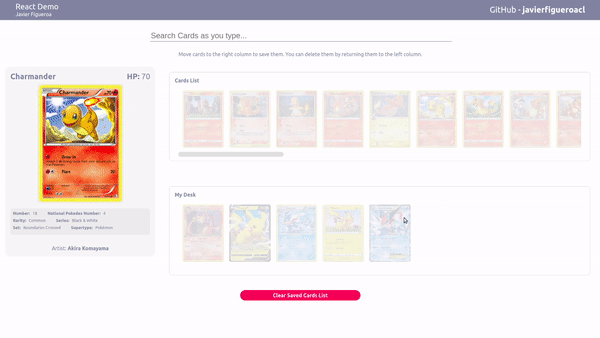 React Demo
Javier Figueroa
GitHub - javierfigueroacl
Search Cards as you type...
Move cards to the right column to save them. You can delete them by returning them to the left column.
Charmander HP: 70
Charmander
Draw In
Flare
Number: 18 National Pokedex Number: 4
Rarity: Common Series: Black & White
Set: Boundaries Crossed Supertype: Pokémon
Artist: Akira Komayama
Cards List
My Desk
Clear Saved Cards List